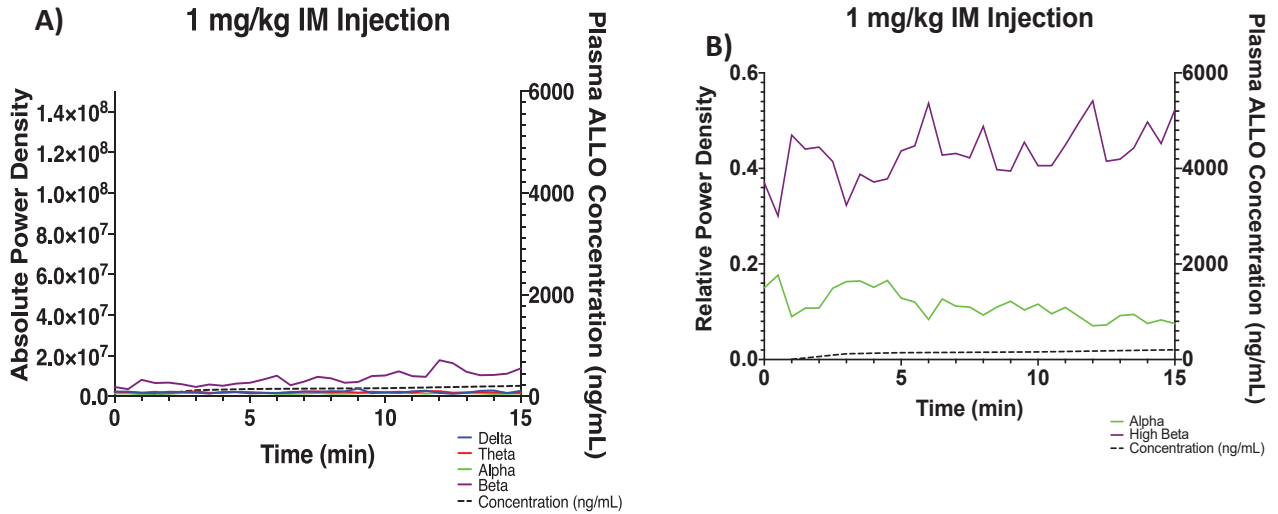 A)
1 mg/kg IM Injection
Absolute Power Density
1.4×10⁸
1.2×10⁸
1.0×10⁸
8.0×10⁷
6.0×10⁷
4.0×10⁷
2.0×10⁷
0.0
6000
4000
2000
0
Plasma ALLO Concentration (ng/mL)
0 5 10 15
Time (min)
Delta
Theta
Alpha
Beta
Concentration (ng/mL)
B)
1 mg/kg IM Injection
Relative Power Density
0.6
0.4
0.2
0.0
6000
4000
2000
0
Plasma ALLO Concentration (ng/mL)
0 5 10 15
Time (min)
Alpha
High Beta
Concentration (ng/mL)